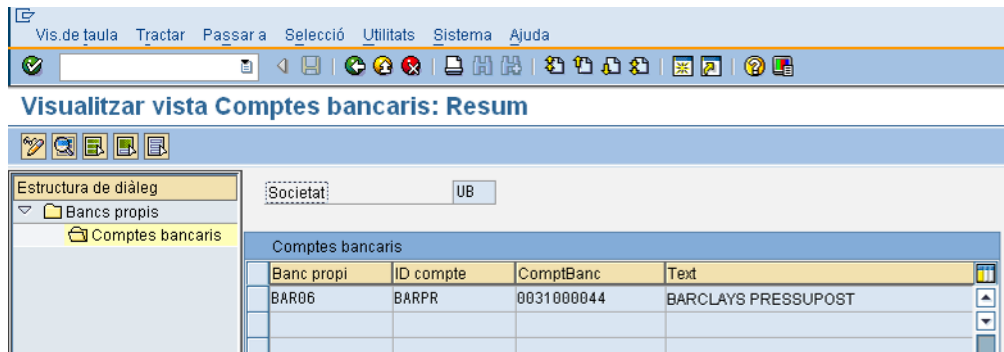 Vis.de taula Tractar Passar a Selecció Utilitats Sistema Ajuda
Visualitzar vista Comptes bancaris: Resum
Estructura de diàleg
Bancs propis
Comptes bancaris
Societat UB
Comptes bancaris
Banc propi ID compte ComptBanc Text
BAR06 BARPR 0031000044 BARCLAYS PRESSUPOST